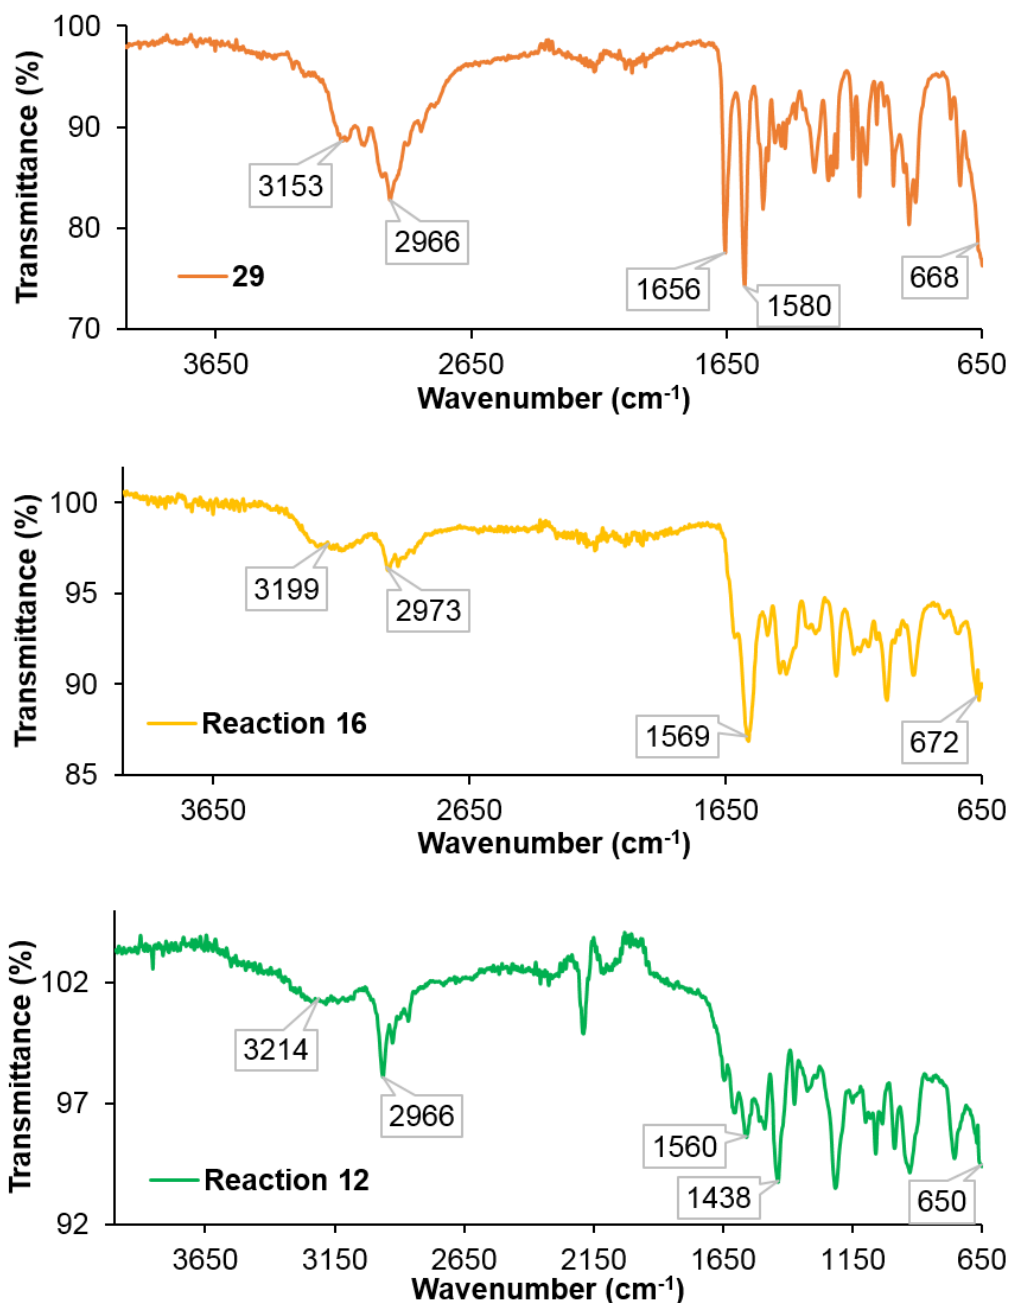 Transmittance (%)
100
90
80
70
3153
2966
1656
1580
668
29
3650 2650 1650 650
Wavenumber (cm⁻¹)
Transmittance (%)
100
95
90
85
3199
2973
1569
672
Reaction 16
3650 2650 1650 650
Wavenumber (cm⁻¹)
Transmittance (%)
102
97
92
3214
2966
1560
1438
650
Reaction 12
3650 3150 2650 2150 1650 1150 650
Wavenumber (cm⁻¹)